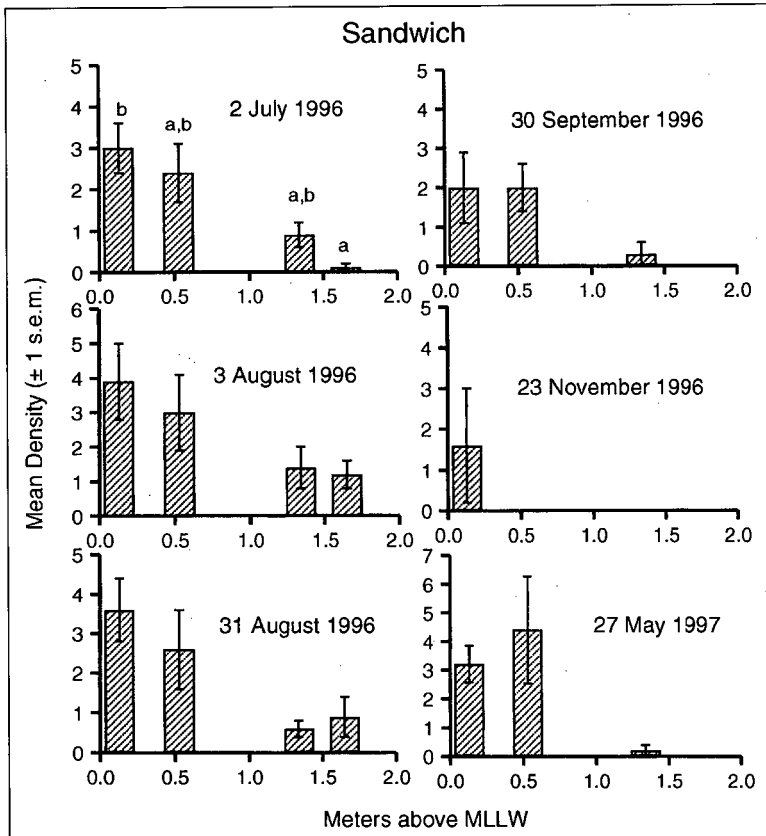 Sandwich
Mean Density (± 1 s.e.m.)
2 July 1996
b
a,b
a,b
a
5
4
3
2
1
0
0.0 0.5 1.0 1.5 2.0
30 September 1996
5
4
3
2
1
0
0 0.5 1.0 1.5 2.0
3 August 1996
6
5
4
3
2
1
0
0.0 0.5 1.0 1.5 2.0
23 November 1996
5
4
3
2
1
0
0 0.5 1.0 1.5 2.0
31 August 1996
5
4
3
2
1
0
0.0 0.5 1.0 1.5 2.0
27 May 1997
7
6
5
4
3
2
1
0
0.0 0.5 1.0 1.5 2.0
Meters above MLLW